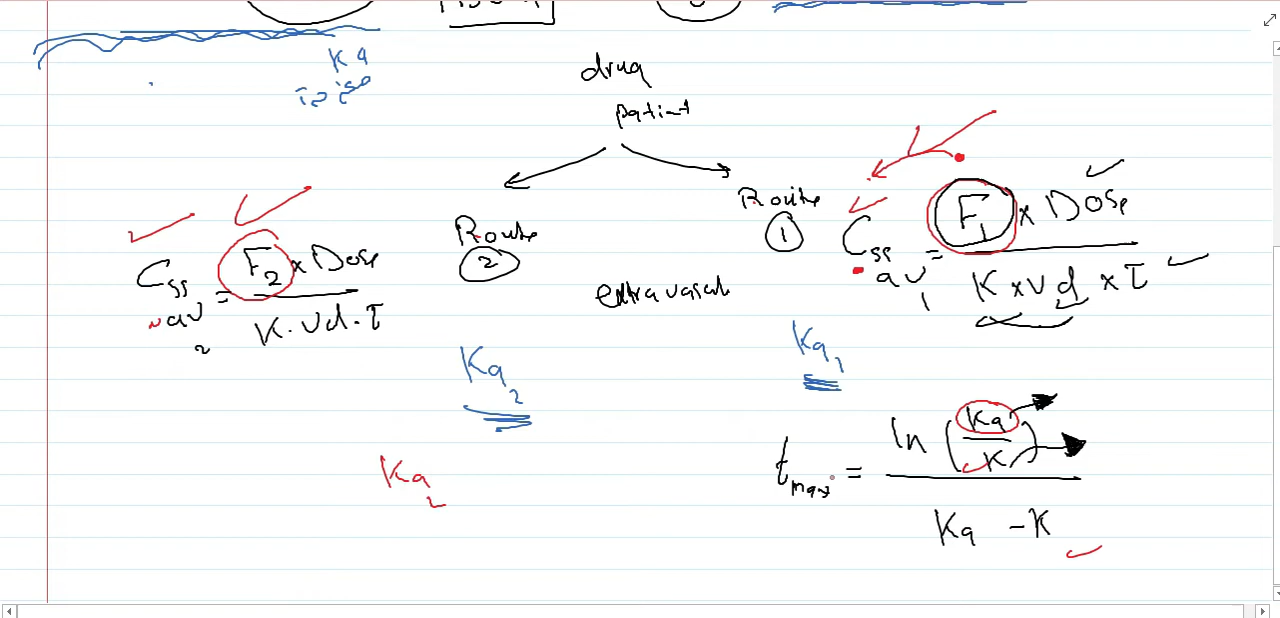 Ka
drug
patient
Route
1
Css av 1 = F1 x Dose / K x Vd x τ
Route
2
Css av 2 = F2 x Dose / K . Vd . τ
extravascul
Ka1
Ka2
tmax = ln (Ka / K) / Ka - K
Ka2